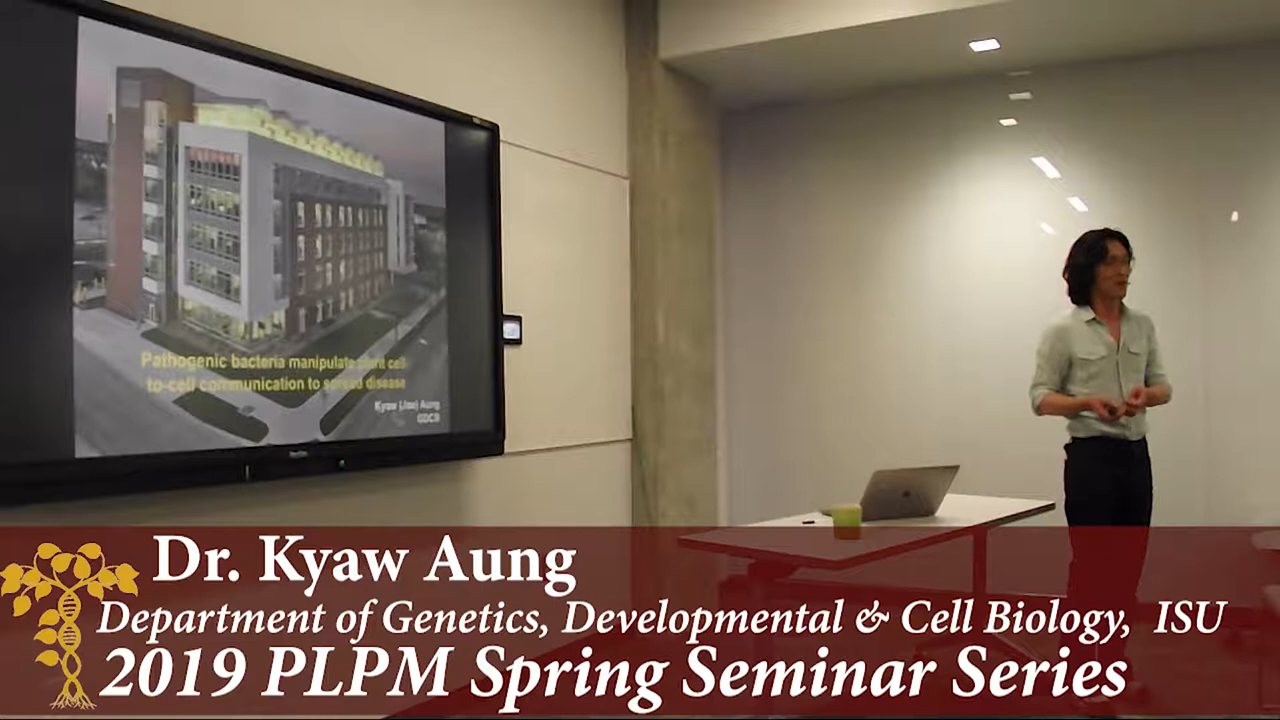 Pathogenic bacteria manipulate plant cell-
to-cell communication to spread disease
Kyaw (Joe) Aung
GDCB
Dr. Kyaw Aung
Department of Genetics, Developmental & Cell Biology, ISU
2019 PLPM Spring Seminar Series